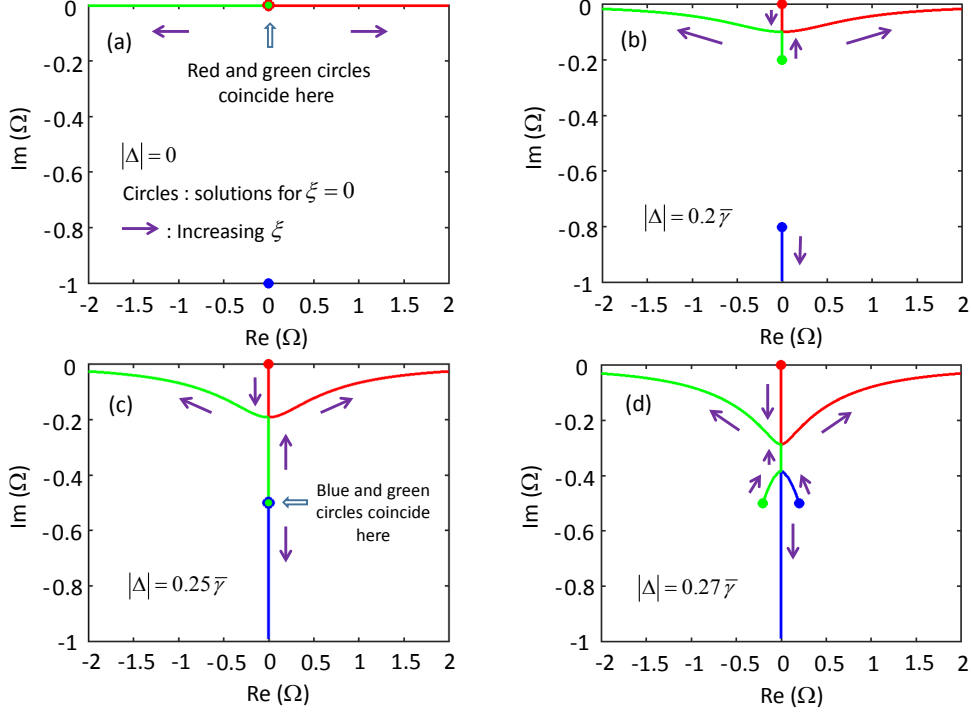 (a)
Red and green circles
coincide here
|Δ| = 0
Circles : solutions for ξ = 0
: Increasing ξ
Im (Ω)
0
-0.2
-0.4
-0.6
-0.8
-1
-2 -1.5 -1 -0.5 0 0.5 1 1.5 2
Re (Ω)
(b)
|Δ| = 0.2 γ̄
Im (Ω)
0
-0.2
-0.4
-0.6
-0.8
-1
-2 -1.5 -1 -0.5 0 0.5 1 1.5 2
Re (Ω)
(c)
Blue and green
circles coincide
here
|Δ| = 0.25 γ̄
Im (Ω)
0
-0.2
-0.4
-0.6
-0.8
-1
-2 -1.5 -1 -0.5 0 0.5 1 1.5 2
Re (Ω)
(d)
|Δ| = 0.27 γ̄
Im (Ω)
0
-0.2
-0.4
-0.6
-0.8
-1
-2 -1.5 -1 -0.5 0 0.5 1 1.5 2
Re (Ω)